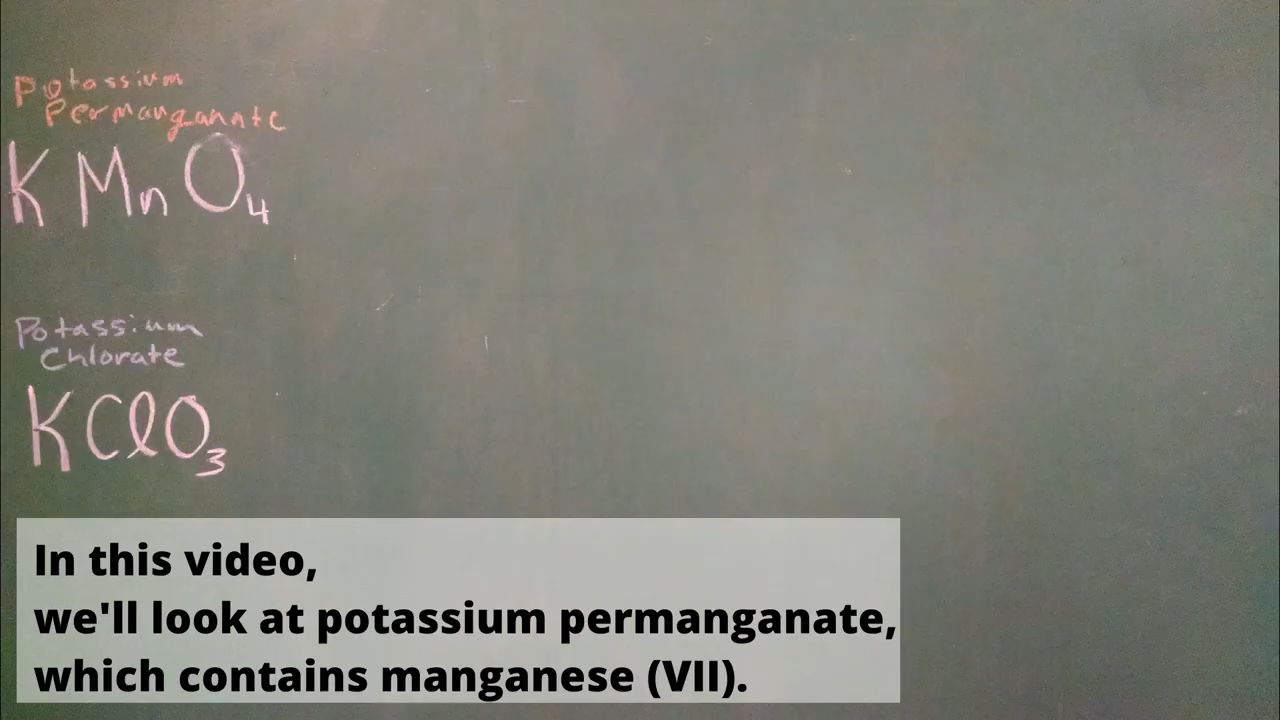 Potassium
Permanganate
KMnO₄
Potassium
Chlorate
KClO₃
In this video,
we'll look at potassium permanganate,
which contains manganese (VII).